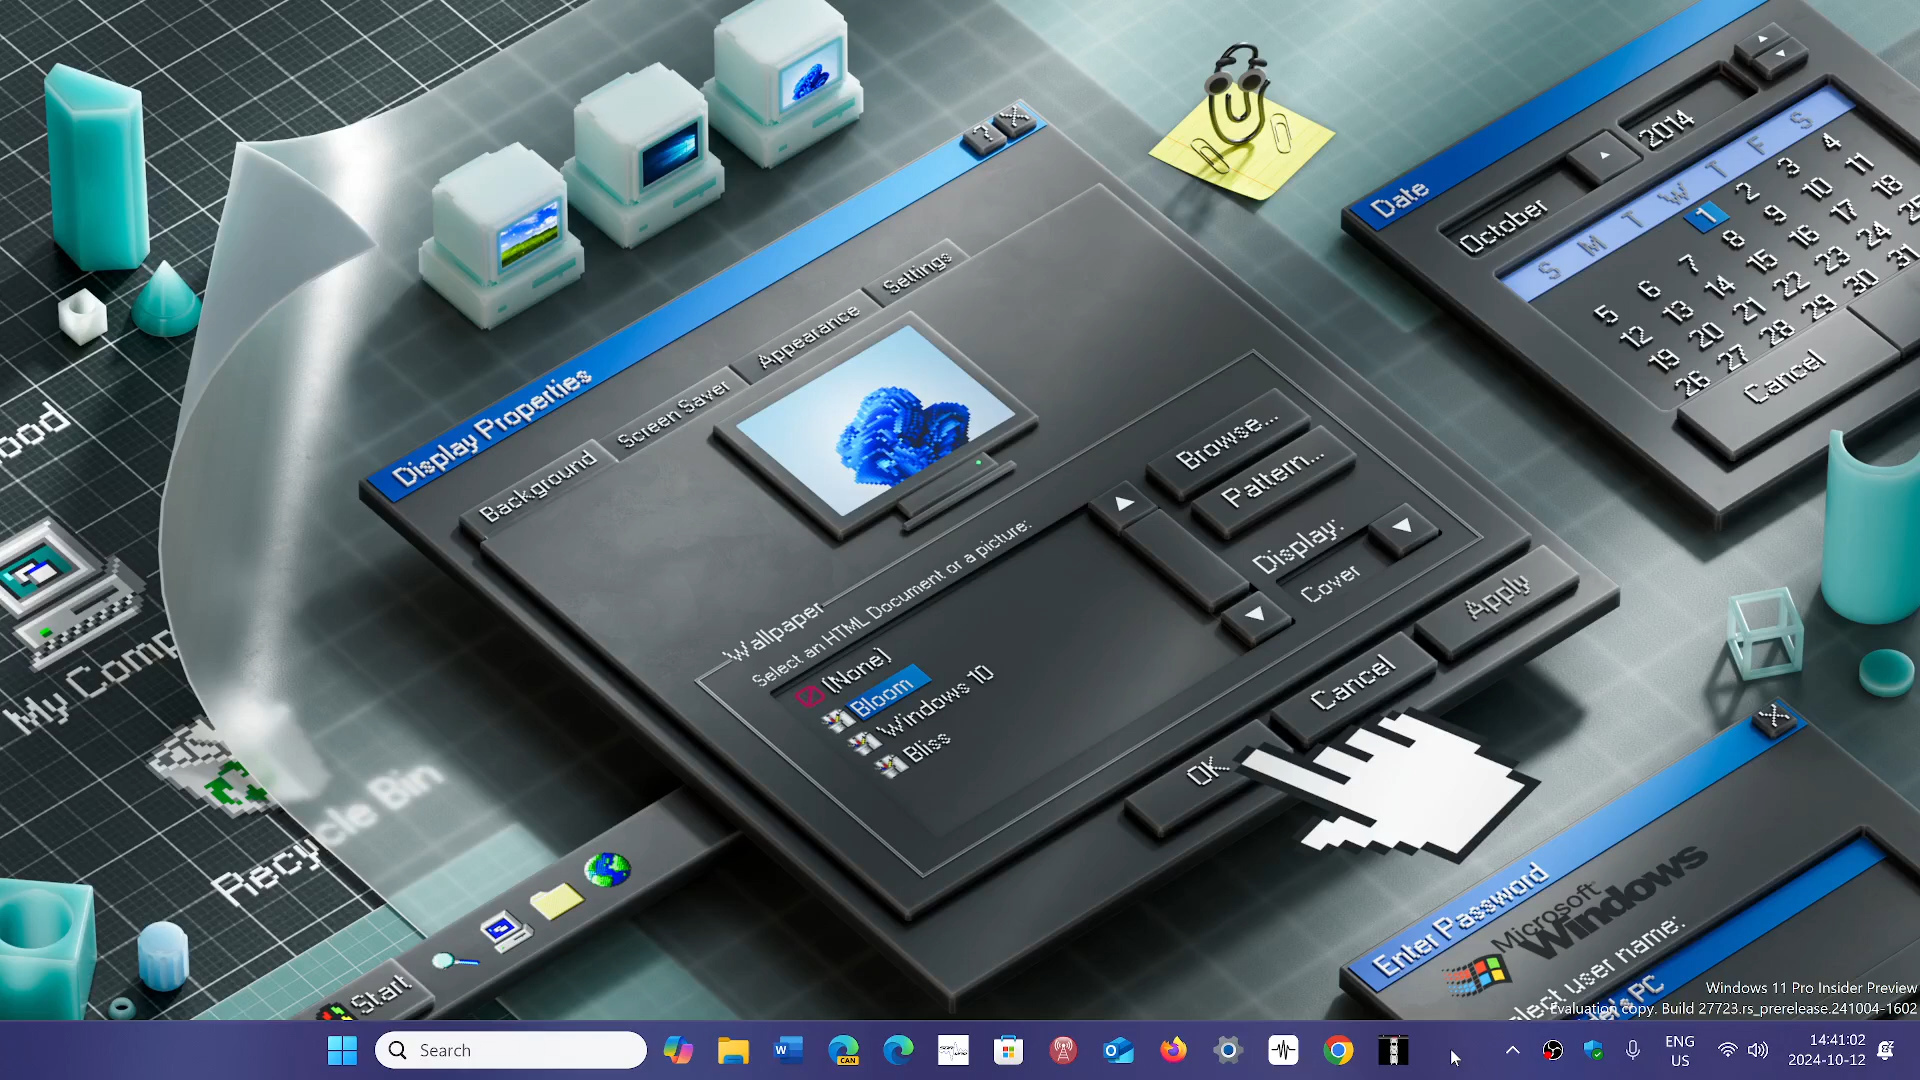 ?
X
2014
Date
October
S M T W T F S
1 2 3 4
5 6 7 8 9 10 11
12 13 14 15 16 17 18
19 20 21 22 23 24 25
26 27 28 29 30 31
Cancel
Display Properties
Background
Screen Saver
Appearance
Settings
Browse...
Pattern...
Display:
Cover
Wallpaper
Select an HTML Document or a picture:
(None)
Bloom
Windows 10
Bliss
Apply
Cancel
OK
My Comp
Recycle Bin
Start
X
Enter Password
Microsoft
Windows
elect user name:
's PC
Windows 11 Pro Insider Preview
Evaluation copy. Build 27723.rs_prerelease.241004-1602
Search
W
CAN
ENG
US
14:41:02
2024-10-12